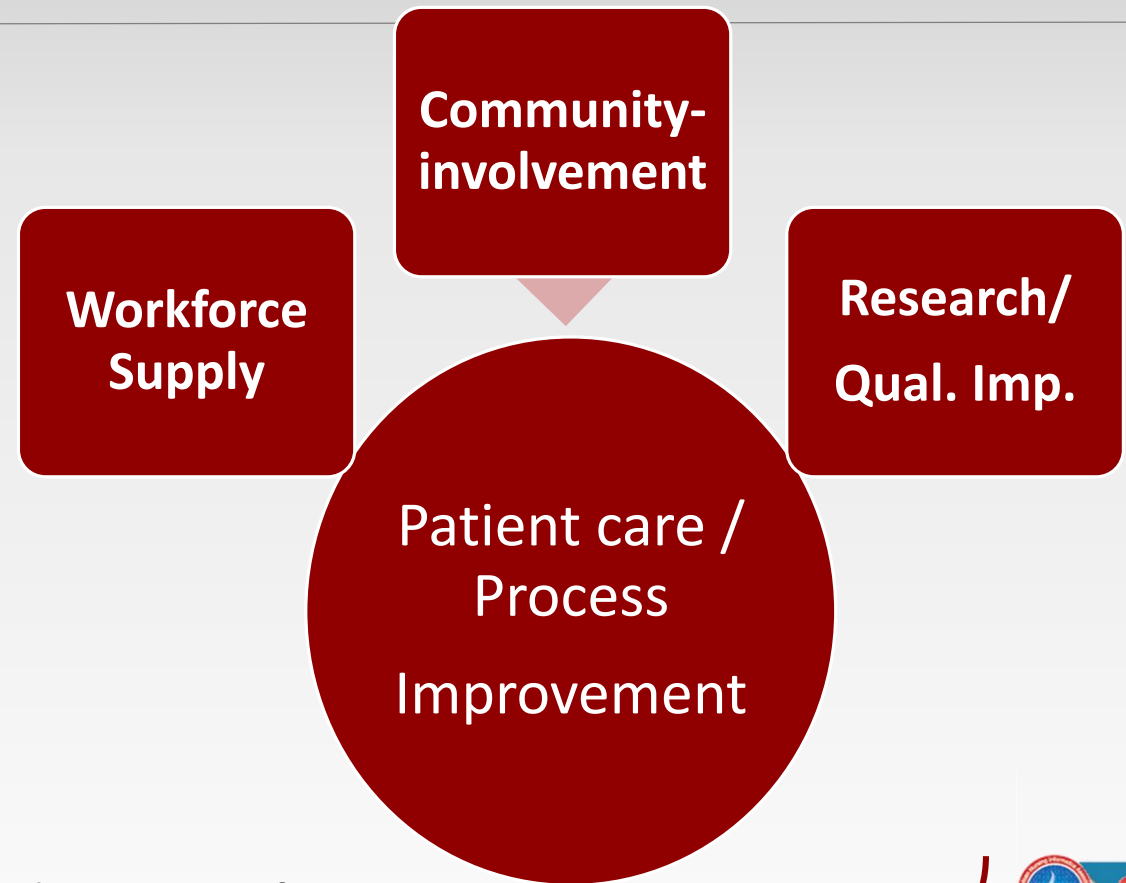 Community-
involvement
Workforce
Supply
Research/
Qual. Imp.
Patient care /
Process
Improvement